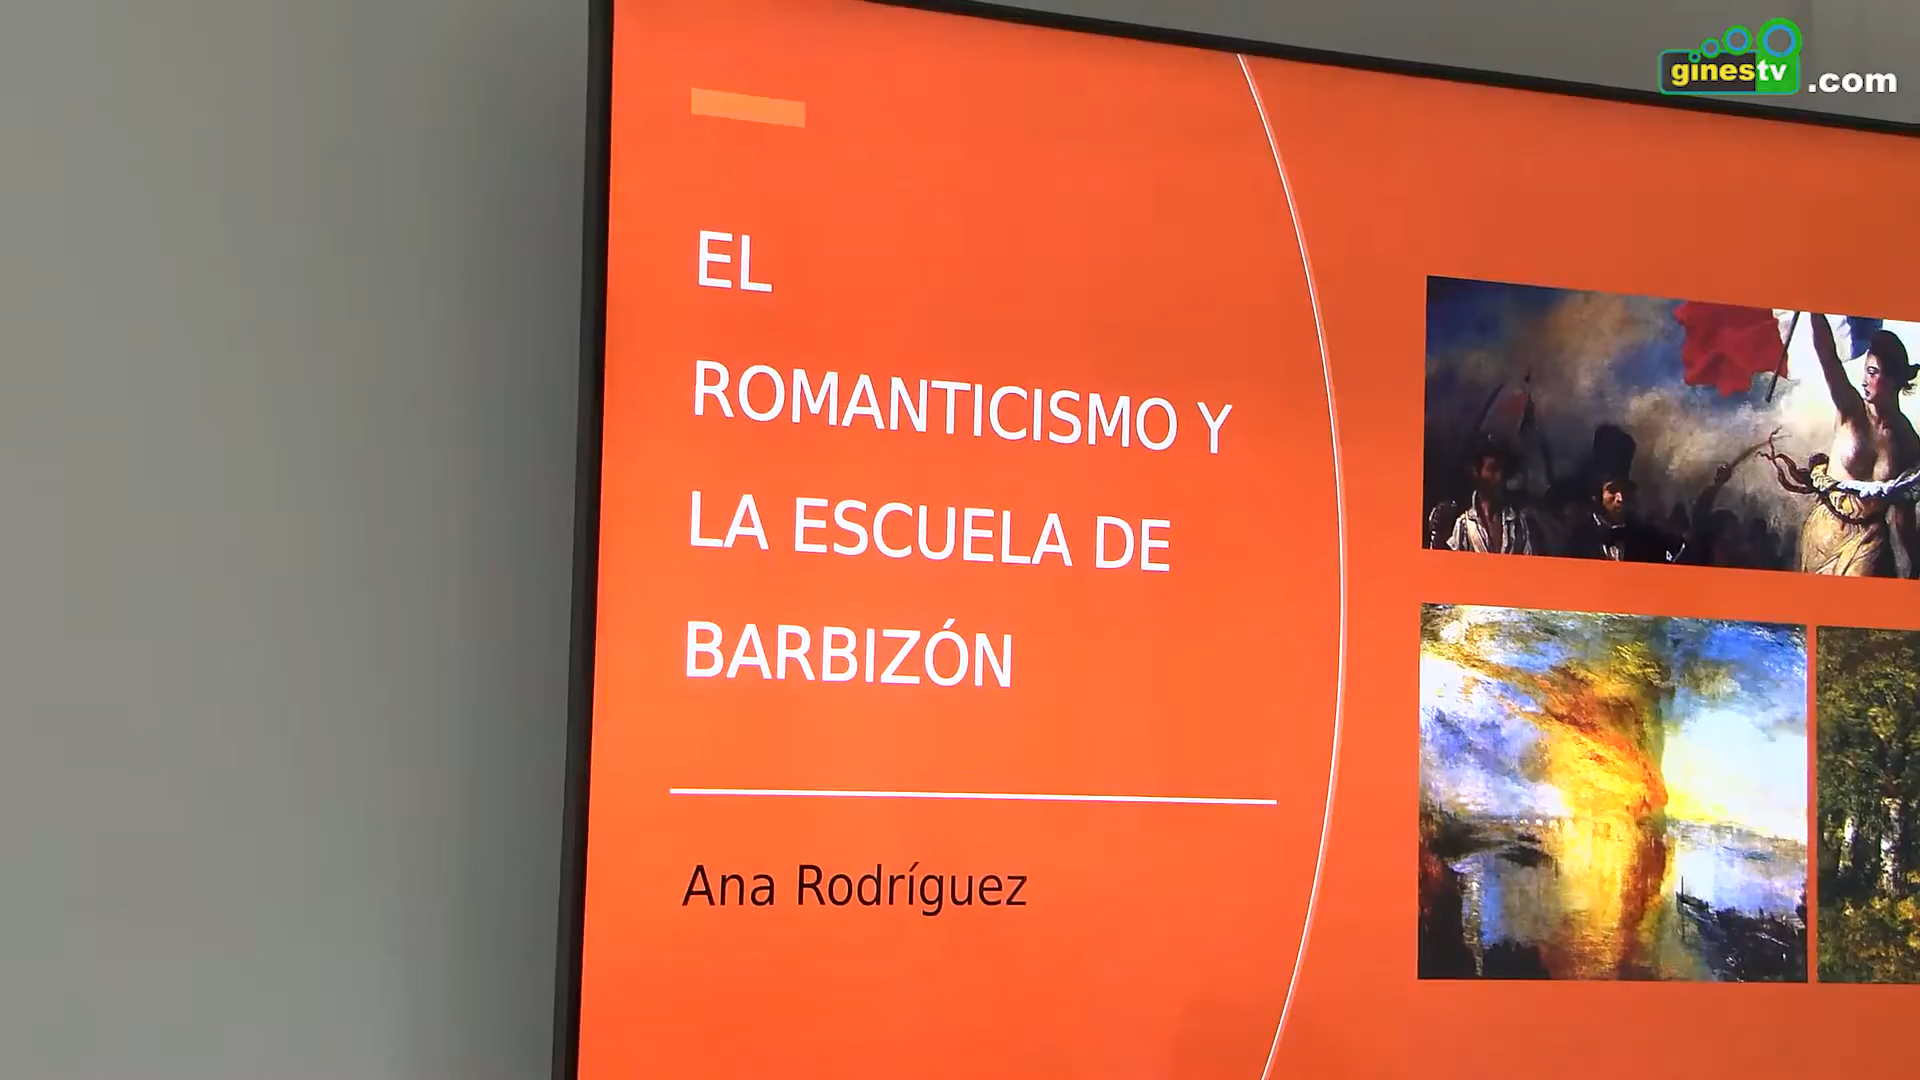 ginestv.com
EL
ROMANTICISMO Y
LA ESCUELA DE
BARBIZÓN
Ana Rodríguez